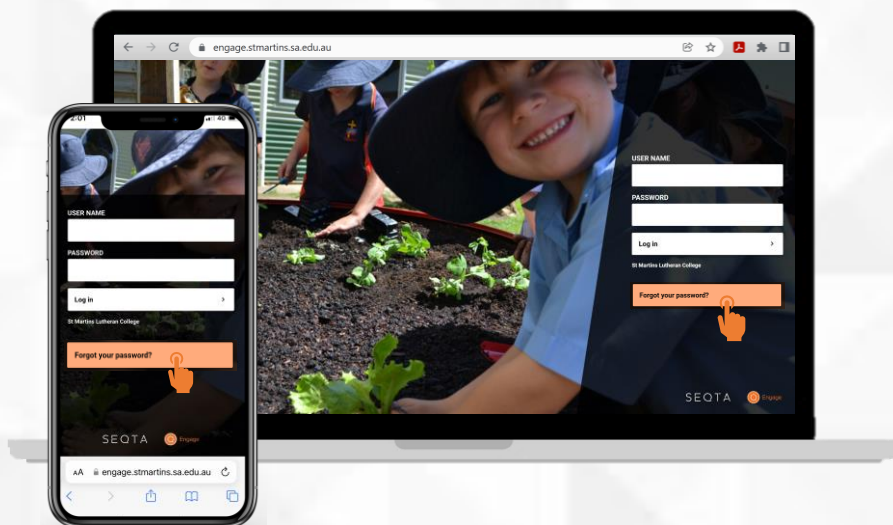 engage.stmartins.sa.edu.au
USER NAME
PASSWORD
Log in
St Martins Lutheran College
Forgot your password?
SEQTA Engage
2:01 4G
USER NAME
PASSWORD
Log in
St Martins Lutheran College
Forgot your password?
SEQTA Engage
AA engage.stmartins.sa.edu.au